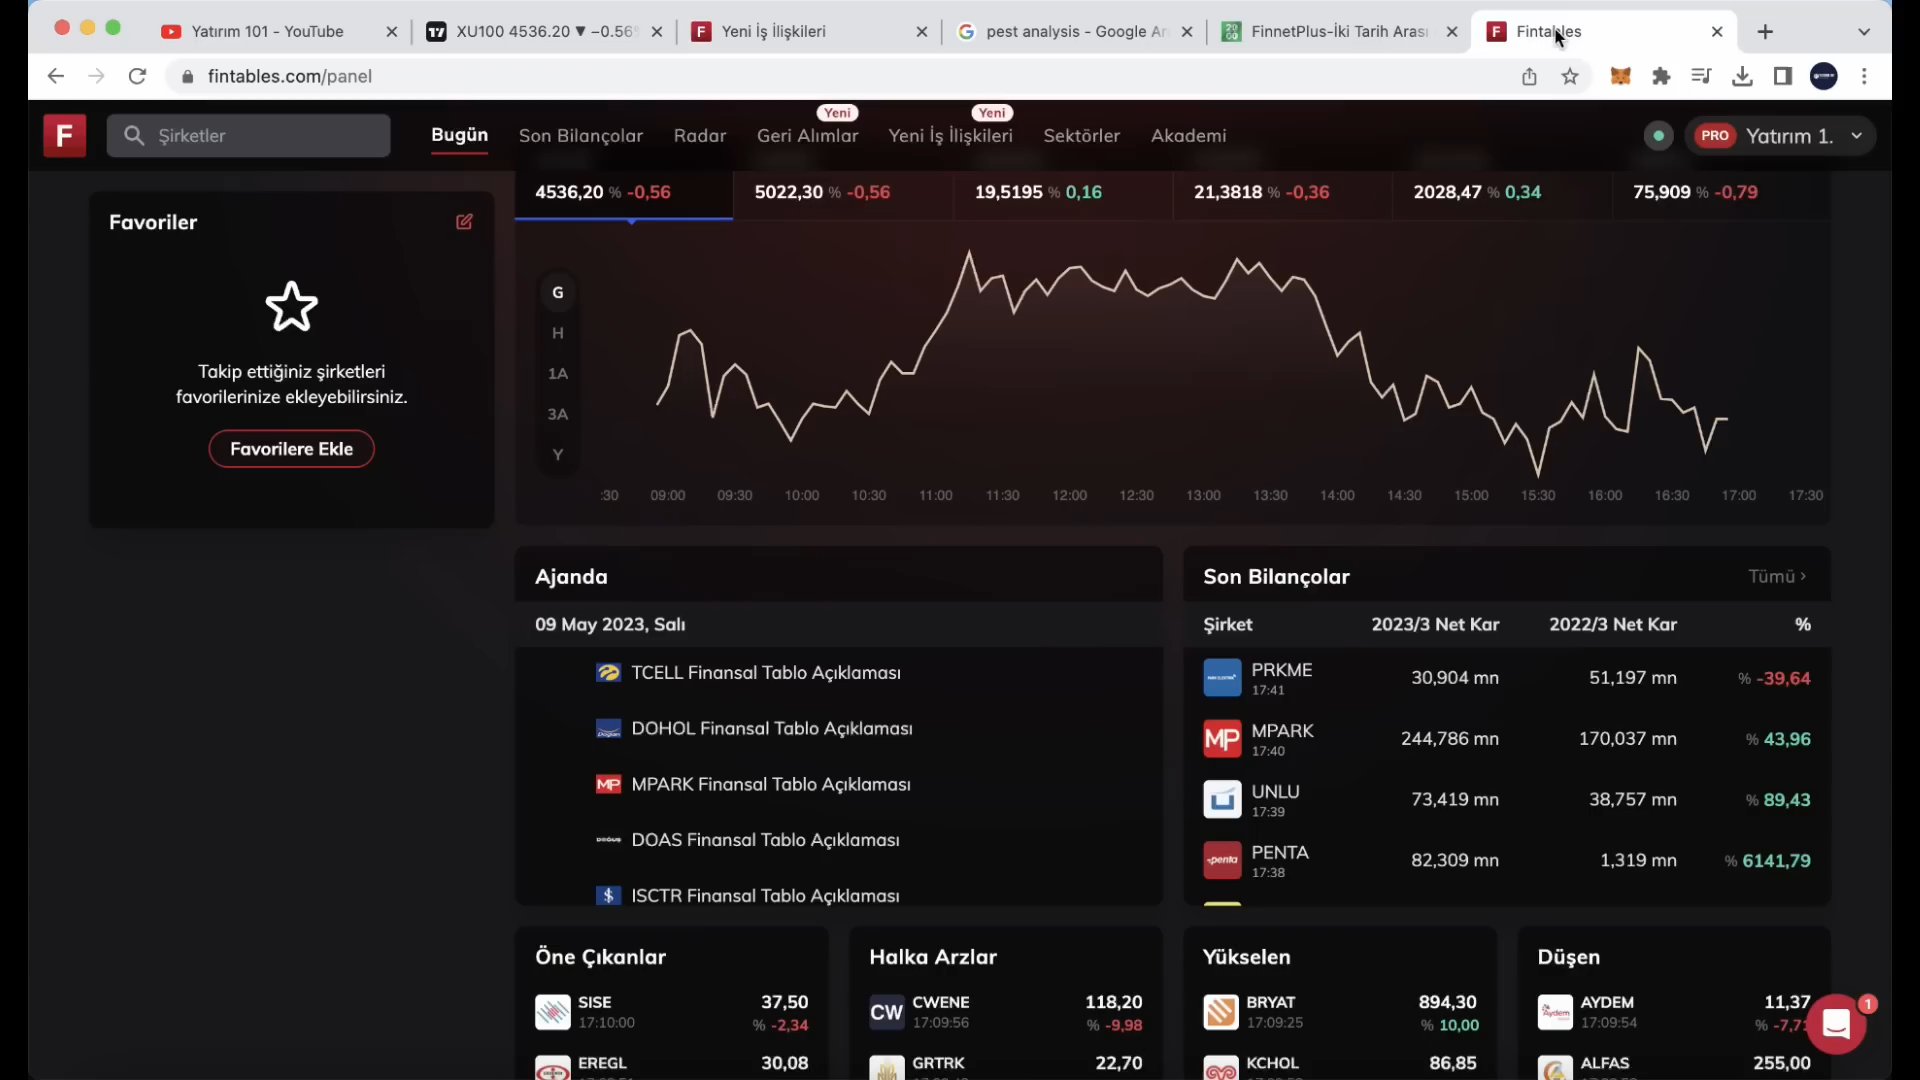 Yatırım 101 - YouTube
XU100 4536.20 ▼ −0.56
Yeni İş İlişkileri
pest analysis - Google
FinnetPlus-İki Tarih Aras
Fintables
fintables.com/panel
F
Şirketler
Bugün
Son Bilançolar
Radar
Yeni
Geri Alımlar
Yeni
Yeni İş İlişkileri
Sektörler
Akademi
PRO Yatırım 1.
4536,20 % -0,56
5022,30 % -0,56
19,5195 % 0,16
21,3818 % -0,36
2028,47 % 0,34
75,909 % -0,79
Favoriler
Takip ettiğiniz şirketleri
favorilerinize ekleyebilirsiniz.
Favorilere Ekle
G
H
1A
3A
Y
:30 09:00 09:30 10:00 10:30 11:00 11:30 12:00 12:30 13:00 13:30 14:00 14:30 15:00 15:30 16:00 16:30 17:00 17:30
Ajanda
09 May 2023, Salı
TCELL Finansal Tablo Açıklaması
DOHOL Finansal Tablo Açıklaması
MP MPARK Finansal Tablo Açıklaması
DOAS Finansal Tablo Açıklaması
ISCTR Finansal Tablo Açıklaması
Son Bilançolar
Tümü ›
Şirket 2023/3 Net Kar 2022/3 Net Kar %
PRKME 30,904 mn 51,197 mn % -39,64
17:41
MP MPARK 244,786 mn 170,037 mn % 43,96
17:40
UNLU 73,419 mn 38,757 mn % 89,43
17:39
penta PENTA 82,309 mn 1,319 mn % 6141,79
17:38
Öne Çıkanlar
SISE 37,50
17:10:00 % -2,34
EREGL 30,08
Halka Arzlar
CW CWENE 118,20
17:09:56 % -9,98
GRTRK 22,70
Yükselen
BRYAT 894,30
17:09:25 % 10,00
KCHOL 86,85
Düşen
Aydem AYDEM 11,37
17:09:54 % -7,7
ALFAS 255,00
1